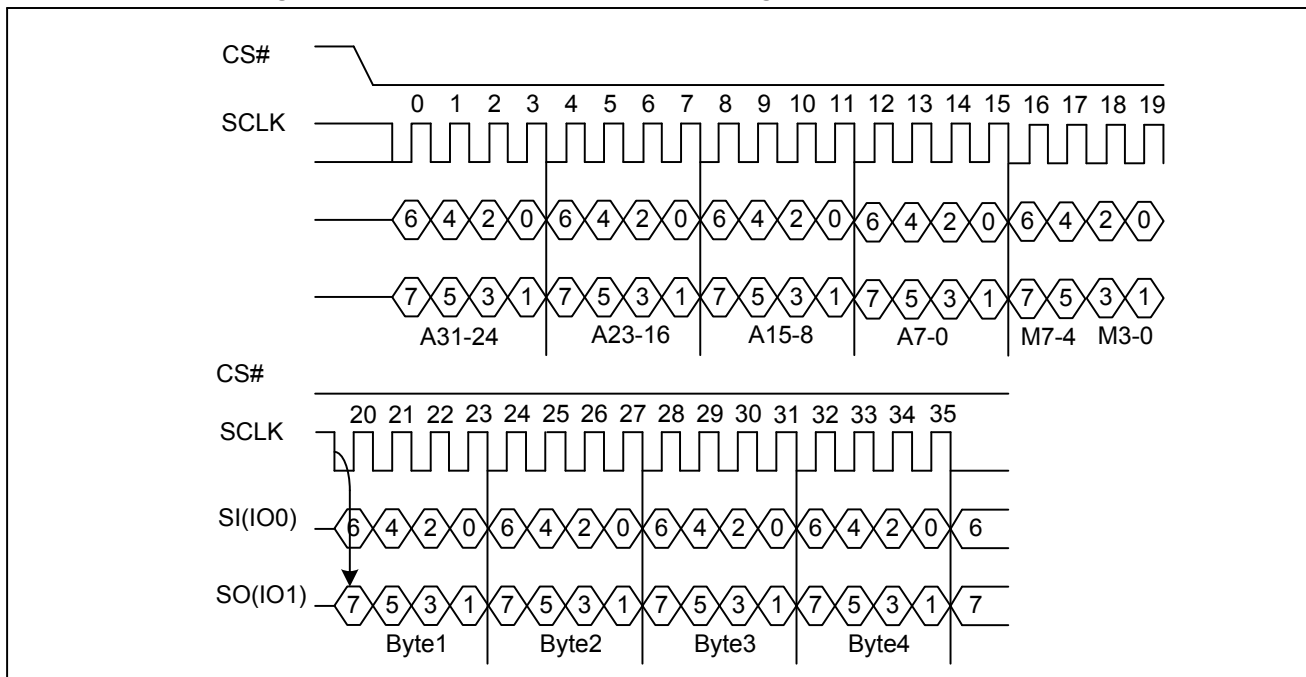 CS#
0 1 2 3 4 5 6 7 8 9 10 11 12 13 14 15 16 17 18 19
SCLK
6 4 2 0 6 4 2 0 6 4 2 0 6 4 2 0 6 4 2 0
7 5 3 1 7 5 3 1 7 5 3 1 7 5 3 1 7 5 3 1
A31-24 A23-16 A15-8 A7-0 M7-4 M3-0
CS#
20 21 22 23 24 25 26 27 28 29 30 31 32 33 34 35
SCLK
SI(IO0) 6 4 2 0 6 4 2 0 6 4 2 0 6 4 2 0 6
SO(IO1) 7 5 3 1 7 5 3 1 7 5 3 1 7 5 3 1 7
Byte1 Byte2 Byte3 Byte4